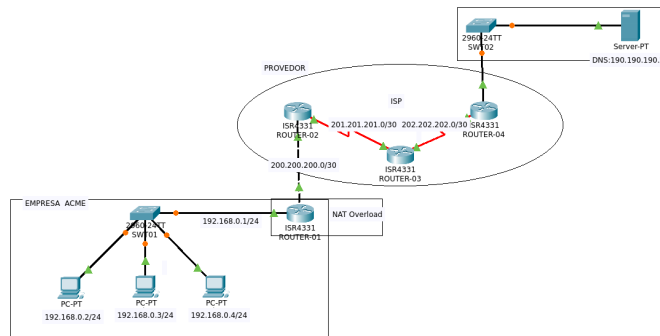 2960-24TT
SWT02
Server-PT
DNS:190.190.190.
PROVEDOR
ISP
ISR4331
ROUTER-02
201.201.201.0/30
202.202.202.0/30
SR4331
ROUTER-04
ISR4331
ROUTER-03
200.200.200.0/30
EMPRESA ACME
2960-24TT
SWT01
192.168.0.1/24
ISR4331
ROUTER-01
NAT Overload
PC-PT
192.168.0.2/24
PC-PT
192.168.0.3/24
PC-PT
192.168.0.4/24